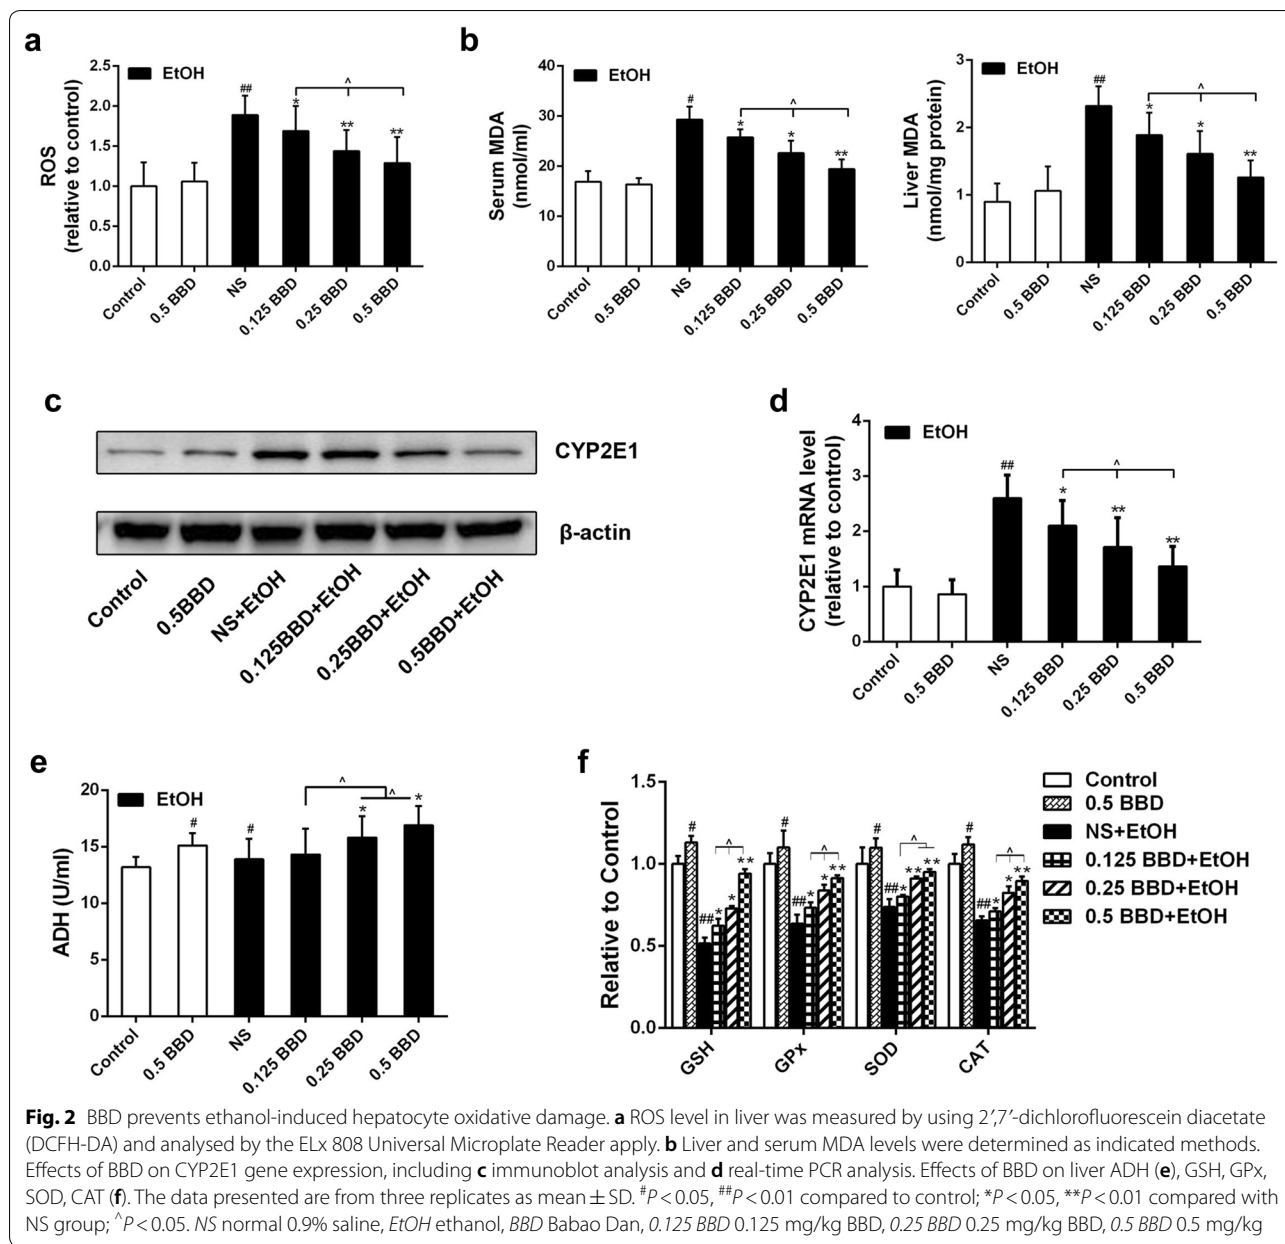 a
EtOH
ROS
(relative to control)
2.5
2.0
1.5
1.0
0.5
0.0
##
*
**
**
^
Control
0.5 BBD
NS
0.125 BBD
0.25 BBD
0.5 BBD
b
EtOH
Serum MDA
(nmol/ml)
40
30
20
10
0
#
*
*
**
^
Control
0.5 BBD
NS
0.125 BBD
0.25 BBD
0.5 BBD
EtOH
Liver MDA
(nmol/mg protein)
3
2
1
0
##
*
*
**
^
Control
0.5 BBD
NS
0.125 BBD
0.25 BBD
0.5 BBD
c
CYP2E1
β-actin
Control
0.5BBD
NS+EtOH
0.125BBD+EtOH
0.25BBD+EtOH
0.5BBD+EtOH
d
EtOH
CYP2E1 mRNA level
(relative to control)
4
3
2
1
0
##
*
**
**
^
Control
0.5 BBD
NS
0.125 BBD
0.25 BBD
0.5 BBD
e
EtOH
ADH (U/ml)
20
15
10
5
0
#
#
*
*
^
^
Control
0.5 BBD
NS
0.125 BBD
0.25 BBD
0.5 BBD
f
Relative to Control
1.5
1.0
0.5
0.0
#
##
*
*
**
^
#
##
*
*
**
^
#
##
*
**
**
^
#
##
*
*
**
^
GSH
GPx
SOD
CAT
Control
0.5 BBD
NS+EtOH
0.125 BBD+EtOH
0.25 BBD+EtOH
0.5 BBD+EtOH
Fig. 2 BBD prevents ethanol-induced hepatocyte oxidative damage. a ROS level in liver was measured by using 2′,7′-dichlorofluorescein diacetate
(DCFH-DA) and analysed by the ELx 808 Universal Microplate Reader apply. b Liver and serum MDA levels were determined as indicated methods.
Effects of BBD on CYP2E1 gene expression, including c immunoblot analysis and d real-time PCR analysis. Effects of BBD on liver ADH (e), GSH, GPx,
SOD, CAT (f). The data presented are from three replicates as mean ± SD. #P < 0.05, ##P < 0.01 compared to control; *P < 0.05, **P < 0.01 compared with
NS group; ^P < 0.05. NS normal 0.9% saline, EtOH ethanol, BBD Babao Dan, 0.125 BBD 0.125 mg/kg BBD, 0.25 BBD 0.25 mg/kg BBD, 0.5 BBD 0.5 mg/kg